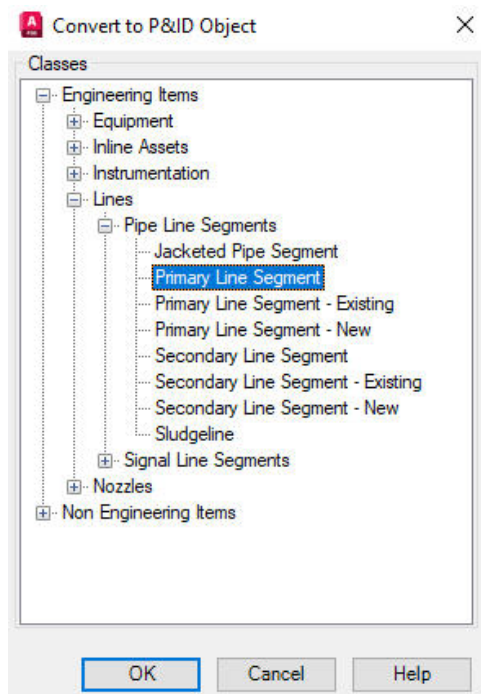 Convert to P&ID Object
Classes
Engineering Items
Equipment
Inline Assets
Instrumentation
Lines
Pipe Line Segments
Jacketed Pipe Segment
Primary Line Segment
Primary Line Segment - Existing
Primary Line Segment - New
Secondary Line Segment
Secondary Line Segment - Existing
Secondary Line Segment - New
Sludgeline
Signal Line Segments
Nozzles
Non Engineering Items
OK Cancel Help